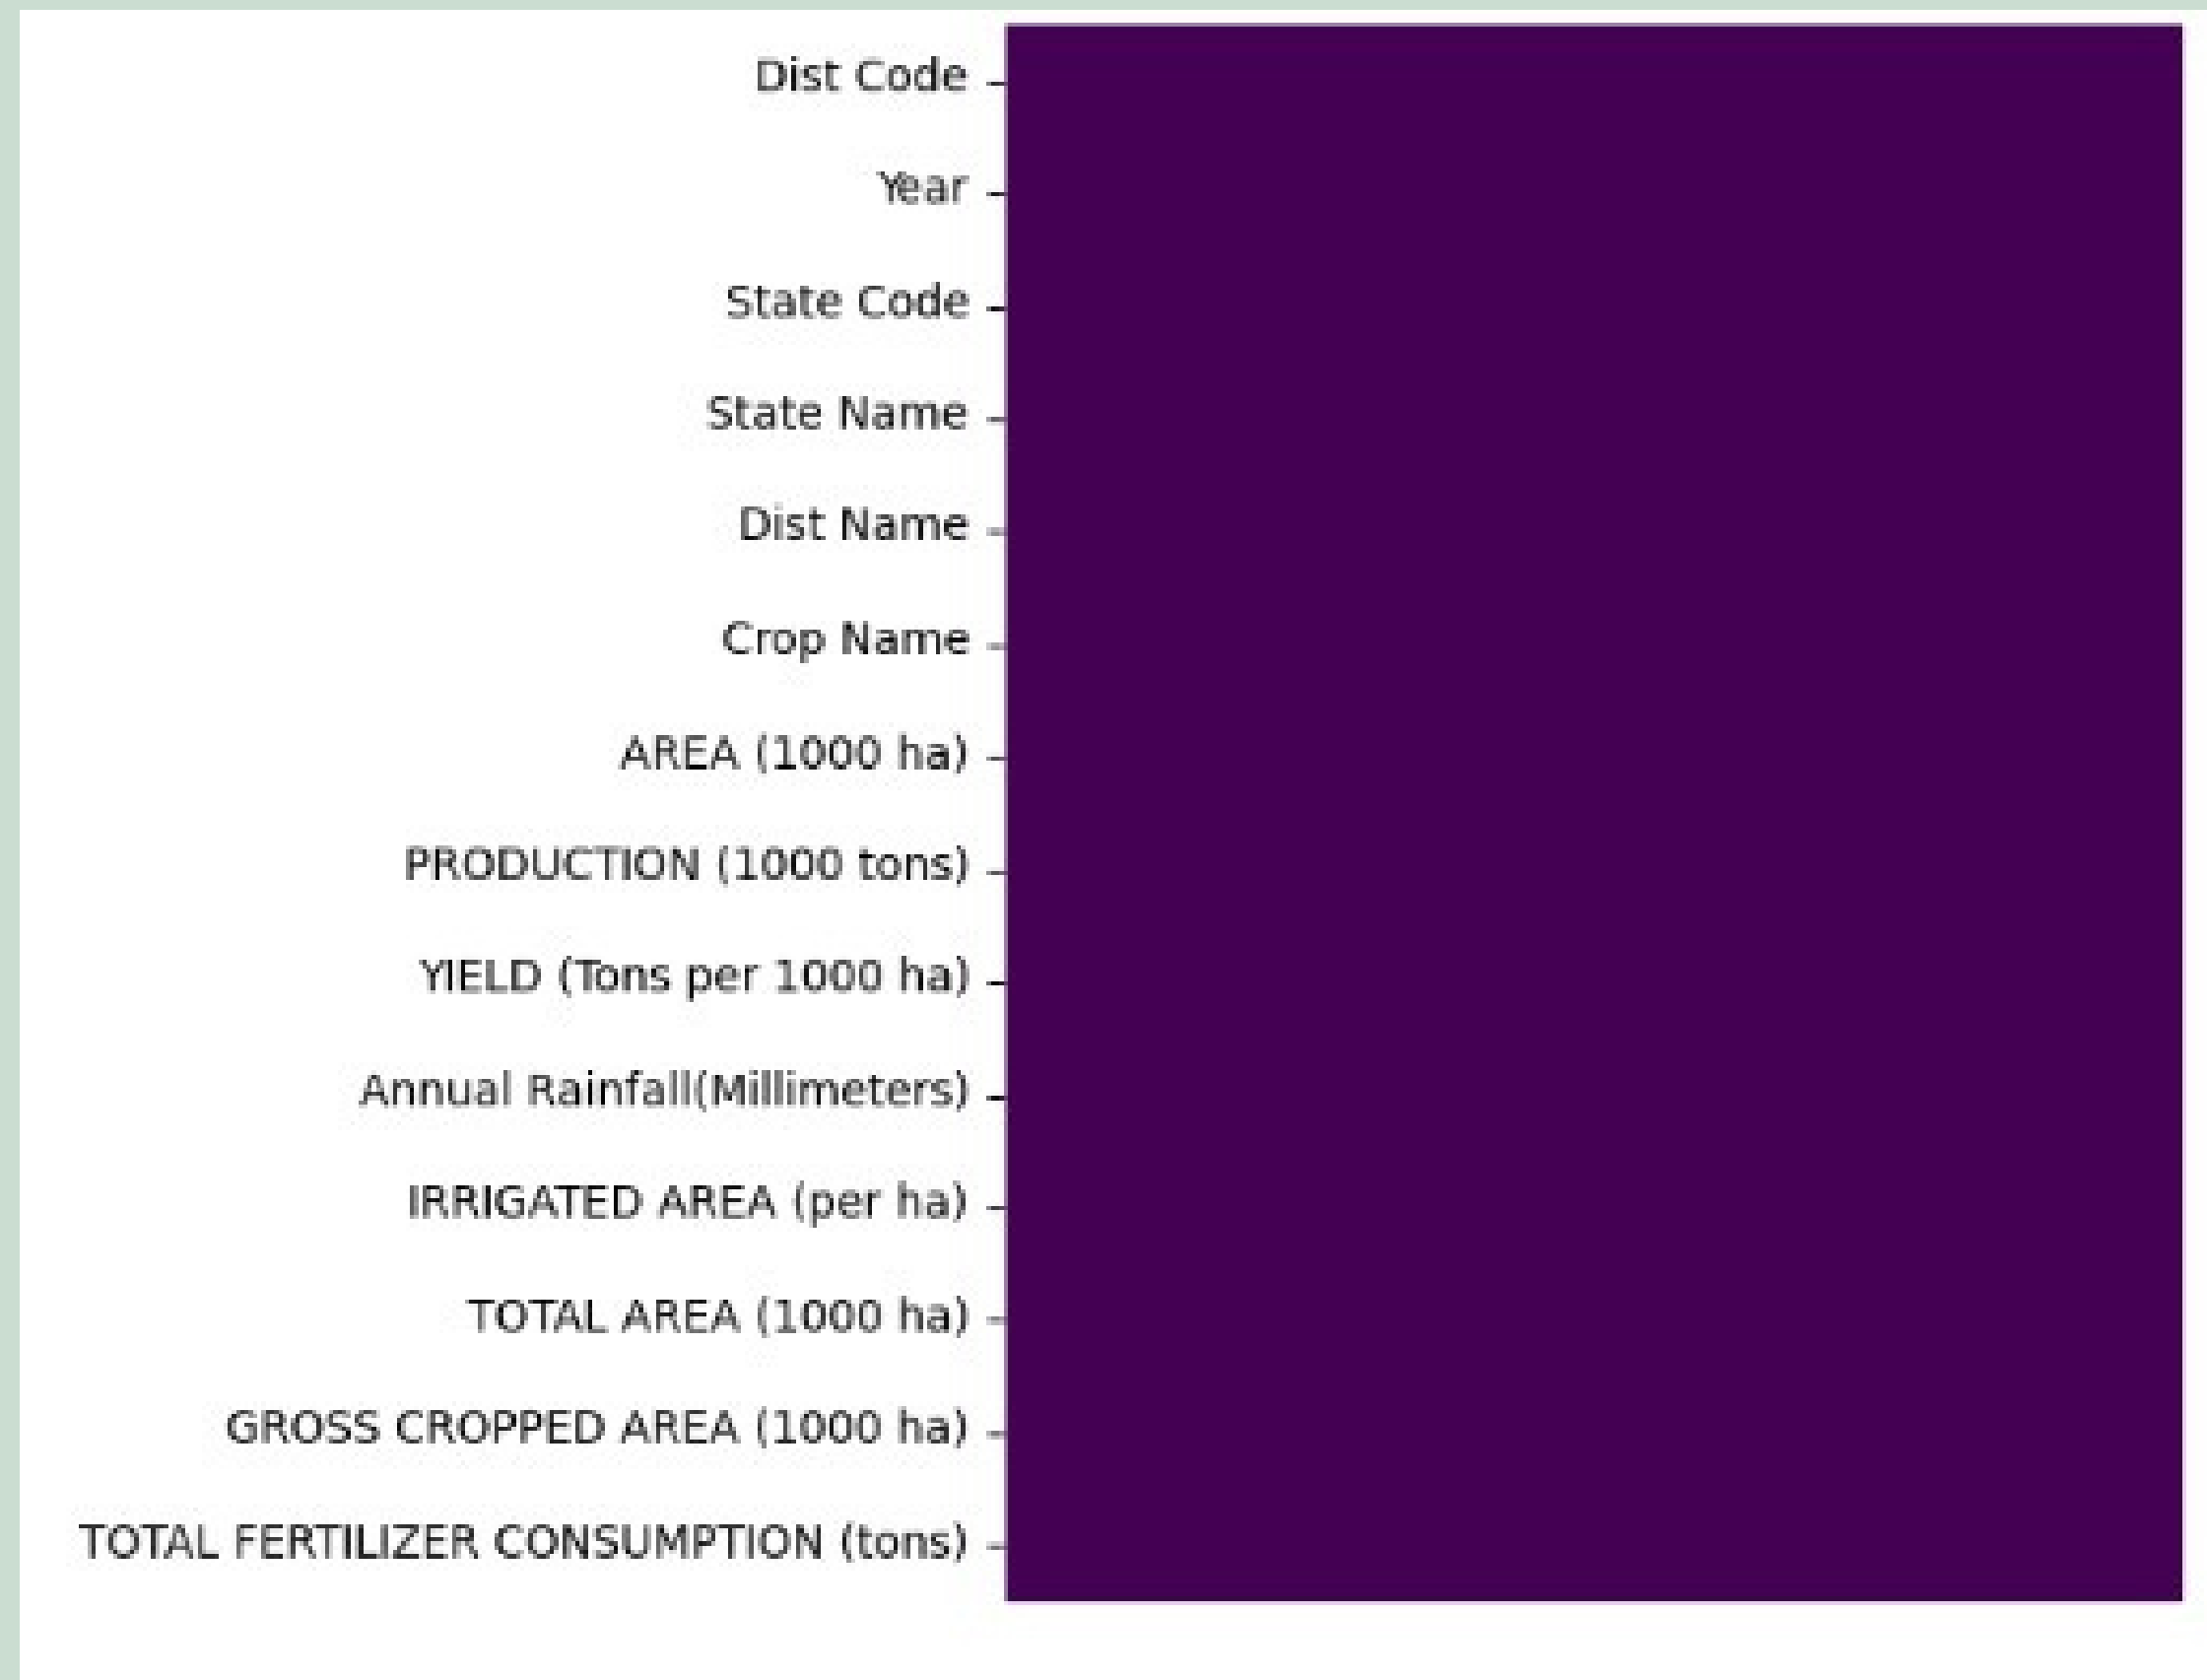 Dist Code
Year
State Code
State Name
Dist Name
Crop Name
AREA (1000 ha)
PRODUCTION (1000 tons)
YIELD (Tons per 1000 ha)
Annual Rainfall(Millimeters)
IRRIGATED AREA (per ha)
TOTAL AREA (1000 ha)
GROSS CROPPED AREA (1000 ha)
TOTAL FERTILIZER CONSUMPTION (tons)